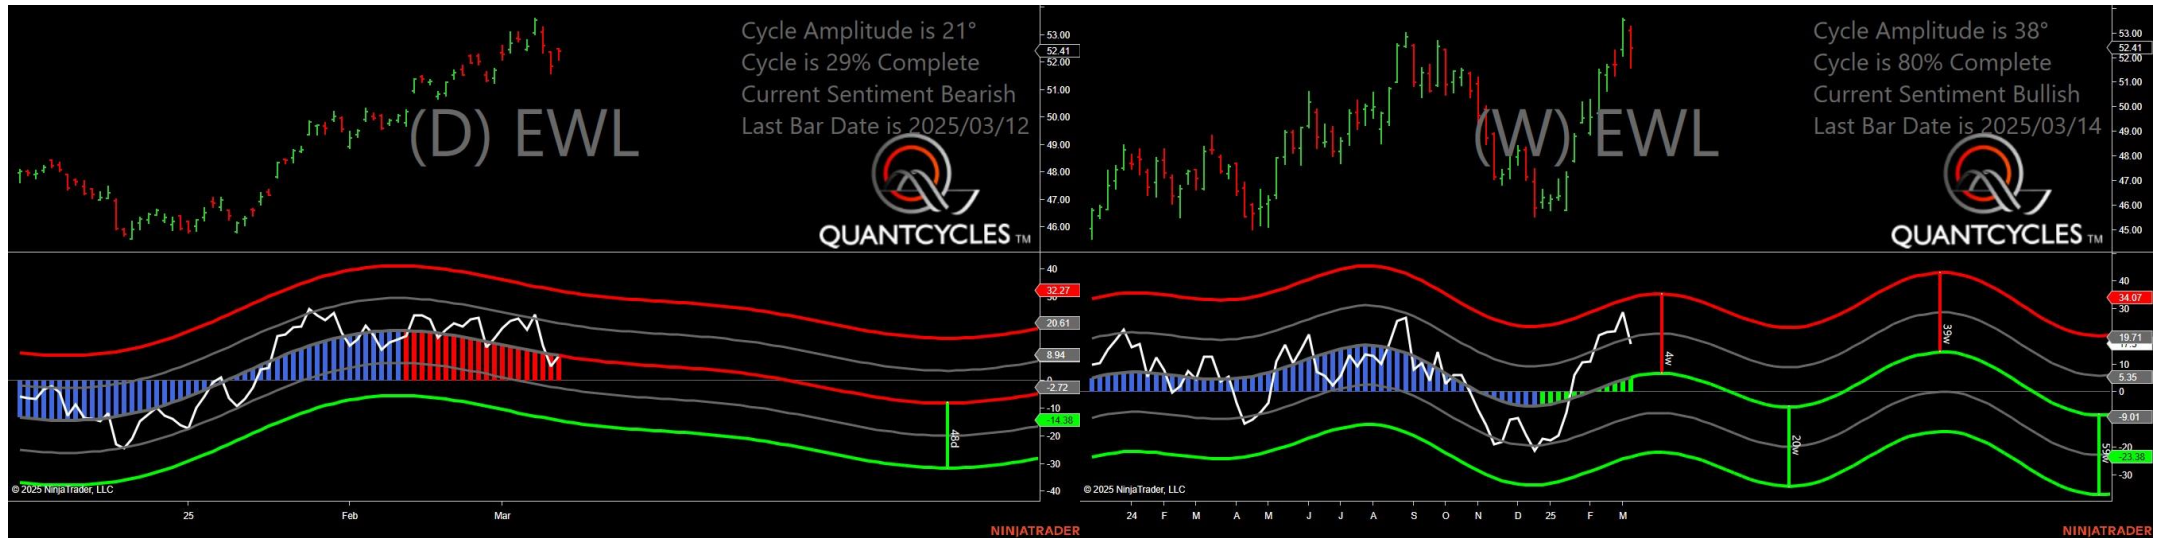 Cycle Amplitude is 21°
Cycle is 29% Complete
Current Sentiment Bearish
Last Bar Date is 2025/03/12
(D) EWL
QUANTCYCLES TM
53.00
52.41
52.00
51.00
50.00
49.00
48.00
47.00
46.00
40
32.27
30
20.61
8.94
0
-2.72
-10
-14.38
-20
-30
-40
48d
© 2025 NinjaTrader, LLC
25 Feb Mar
NINJATRADER
Cycle Amplitude is 38°
Cycle is 80% Complete
Current Sentiment Bullish
Last Bar Date is 2025/03/14
(W) EWL
QUANTCYCLES TM
53.00
52.41
52.00
51.00
50.00
49.00
48.00
47.00
46.00
45.00
40
34.07
30
19.71
10
5.35
0
-9.01
-20
-23.38
-30
4w
20w
39w
© 2025 NinjaTrader, LLC
24 F M A M J J A S O N D 25 F M
NINJATRADER